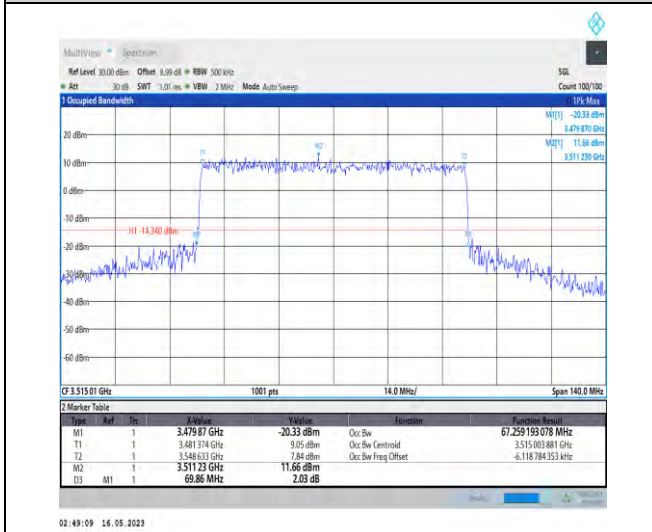 MultiView Spectrum
Ref Level 30.00 dBm Offset 8.99 dB RBW 500 kHz SGL
Att 30 dB SWT 1.01 ms VBW 2 MHz Mode Auto Sweep Count 100/100
1 Occupied Bandwidth 1Pk Max
M1[1] -20.33 dBm
3.479 870 GHz
M2[1] 11.66 dBm
3.511 230 GHz
20 dBm
T1
M2
T2
10 dBm
0 dBm
-10 dBm
H1 -14.340 dBm
M1
D3
-30 dBm
-40 dBm
-50 dBm
-60 dBm
CF 3.515 01 GHz 1001 pts 14.0 MHz/ Span 140.0 MHz
2 Marker Table
Type Ref Trc X-Value Y-Value Function Function Result
M1 1 3.479 87 GHz -20.33 dBm Occ Bw 67.259 193 078 MHz
T1 1 3.481 374 GHz 9.05 dBm Occ Bw Centroid 3.515 003 881 GHz
T2 1 3.548 633 GHz 7.84 dBm Occ Bw Freq Offset -6.118 784 353 kHz
M2 1 3.511 23 GHz 11.66 dBm
D3 M1 1 69.86 MHz 2.03 dB
02:49:09 16.05.2023